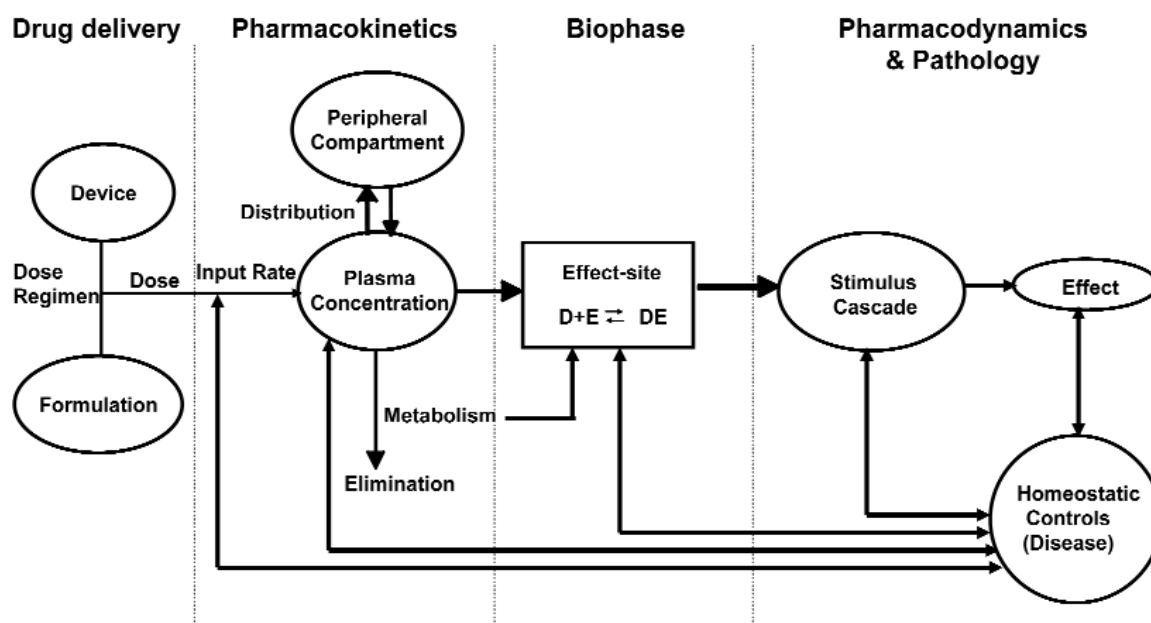 Drug delivery
Pharmacokinetics
Biophase
Pharmacodynamics
& Pathology
Peripheral
Compartment
Device
Distribution
Dose
Regimen
Dose
Input Rate
Plasma
Concentration
Effect-site
D+E ⇄ DE
Stimulus
Cascade
Effect
Formulation
Metabolism
Elimination
Homeostatic
Controls
(Disease)